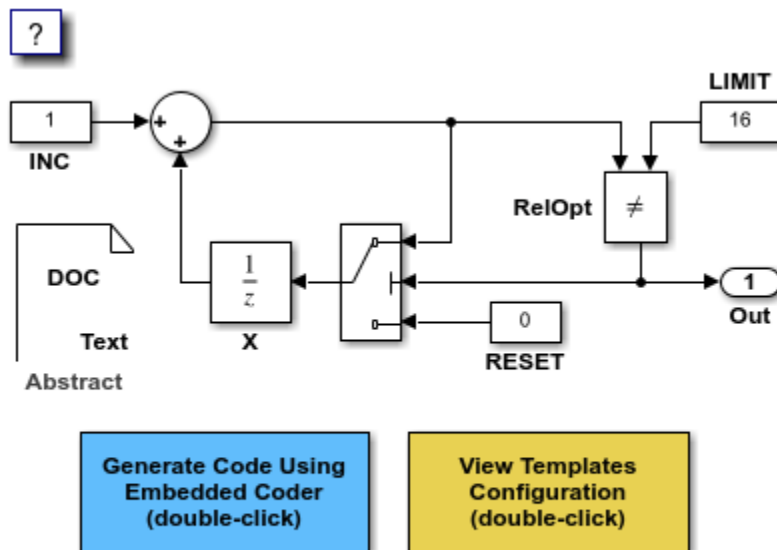 ?
LIMIT
1
16
+
+
INC
RelOpt
≠
DOC
1
z
1
Out
Text
X
0
RESET
Abstract
Generate Code Using
Embedded Coder
(double-click)
View Templates
Configuration
(double-click)